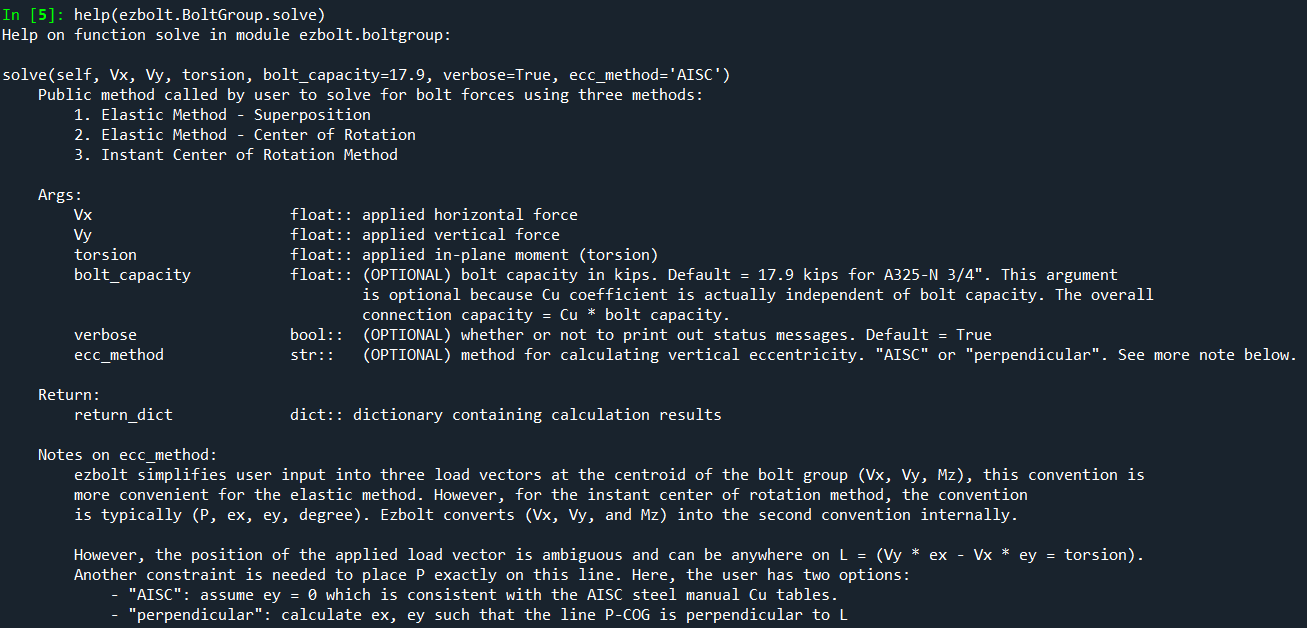 In [5]: help(ezbolt.BoltGroup.solve)
Help on function solve in module ezbolt.boltgroup:

solve(self, Vx, Vy, torsion, bolt_capacity=17.9, verbose=True, ecc_method='AISC')
    Public method called by user to solve for bolt forces using three methods:
        1. Elastic Method - Superposition
        2. Elastic Method - Center of Rotation
        3. Instant Center of Rotation Method

    Args:
        Vx                      float:: applied horizontal force
        Vy                      float:: applied vertical force
        torsion                 float:: applied in-plane moment (torsion)
        bolt_capacity           float:: (OPTIONAL) bolt capacity in kips. Default = 17.9 kips for A325-N 3/4". This argument
                                        is optional because Cu coefficient is actually independent of bolt capacity. The overall
                                        connection capacity = Cu * bolt capacity.
        verbose                 bool::  (OPTIONAL) whether or not to print out status messages. Default = True
        ecc_method              str::   (OPTIONAL) method for calculating vertical eccentricity. "AISC" or "perpendicular". See more note below.

    Return:
        return_dict             dict:: dictionary containing calculation results

    Notes on ecc_method:
        ezbolt simplifies user input into three load vectors at the centroid of the bolt group (Vx, Vy, Mz), this convention is
        more convenient for the elastic method. However, for the instant center of rotation method, the convention
        is typically (P, ex, ey, degree). Ezbolt converts (Vx, Vy, and Mz) into the second convention internally.

        However, the position of the applied load vector is ambiguous and can be anywhere on L = (Vy * ex - Vx * ey = torsion).
        Another constraint is needed to place P exactly on this line. Here, the user has two options:
            - "AISC": assume ey = 0 which is consistent with the AISC steel manual Cu tables.
            - "perpendicular": calculate ex, ey such that the line P-COG is perpendicular to L